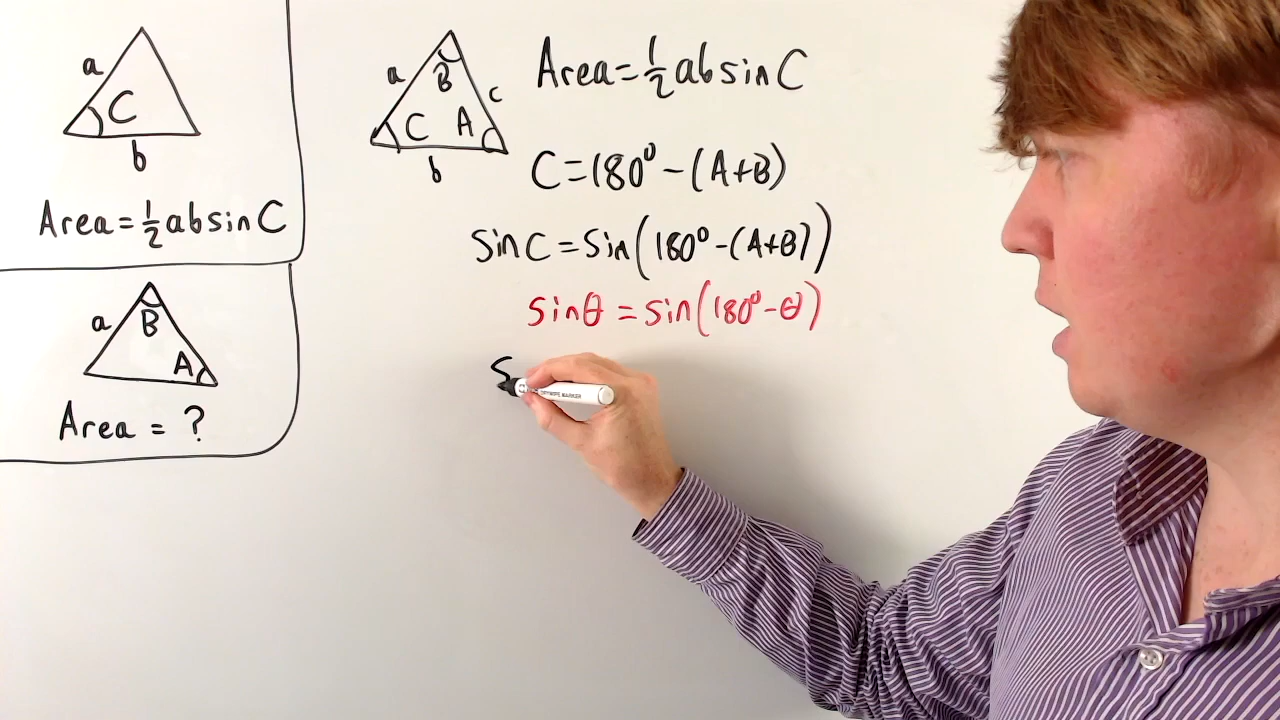 a
C
b
Area = ½ ab sin C
a
B
A
Area = ?
a
B
c
C
A
b
Area = ½ ab sin C
C = 180° - (A+B)
Sin C = Sin(180° - (A+B))
sinθ = sin(180° - θ)
S